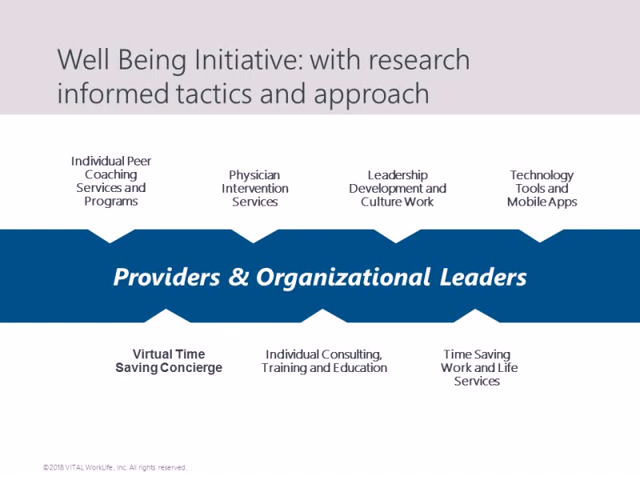 Well Being Initiative: with research
informed tactics and approach
Individual Peer
Coaching
Services and
Programs
Physician
Intervention
Services
Leadership
Development and
Culture Work
Technology
Tools and
Mobile Apps
Providers & Organizational Leaders
Virtual Time
Saving Concierge
Individual Consulting,
Training and Education
Time Saving
Work and Life
Services
©2018 VITAL WorkLife, Inc. All rights reserved.